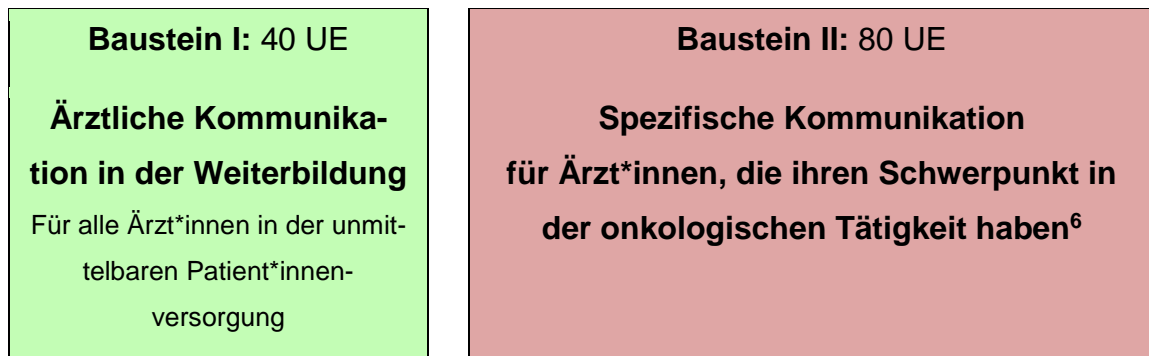 Baustein I: 40 UE
Ärztliche Kommunika-
tion in der Weiterbildung
Für alle Ärzt*innen in der unmit-
telbaren Patient*innen-
versorgung
Baustein II: 80 UE
Spezifische Kommunikation
für Ärzt*innen, die ihren Schwerpunkt in
der onkologischen Tätigkeit haben⁶